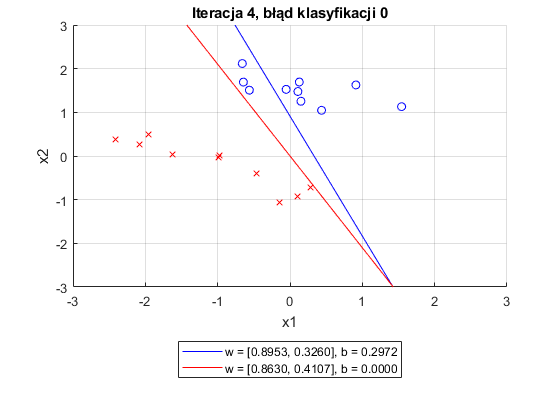 Iteracja 4, błąd klasyfikacji 0
3
2
1
0
-1
-2
-3
x2
-3 -2 -1 0 1 2 3
x1
w = [0.8953, 0.3260], b = 0.2972
w = [0.8630, 0.4107], b = 0.0000